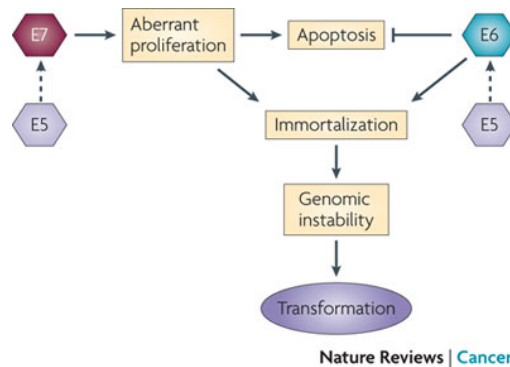 E7
Aberrant
proliferation
Apoptosis
E6
E5
E5
Immortalization
Genomic
instability
Transformation
Nature Reviews | Cancer